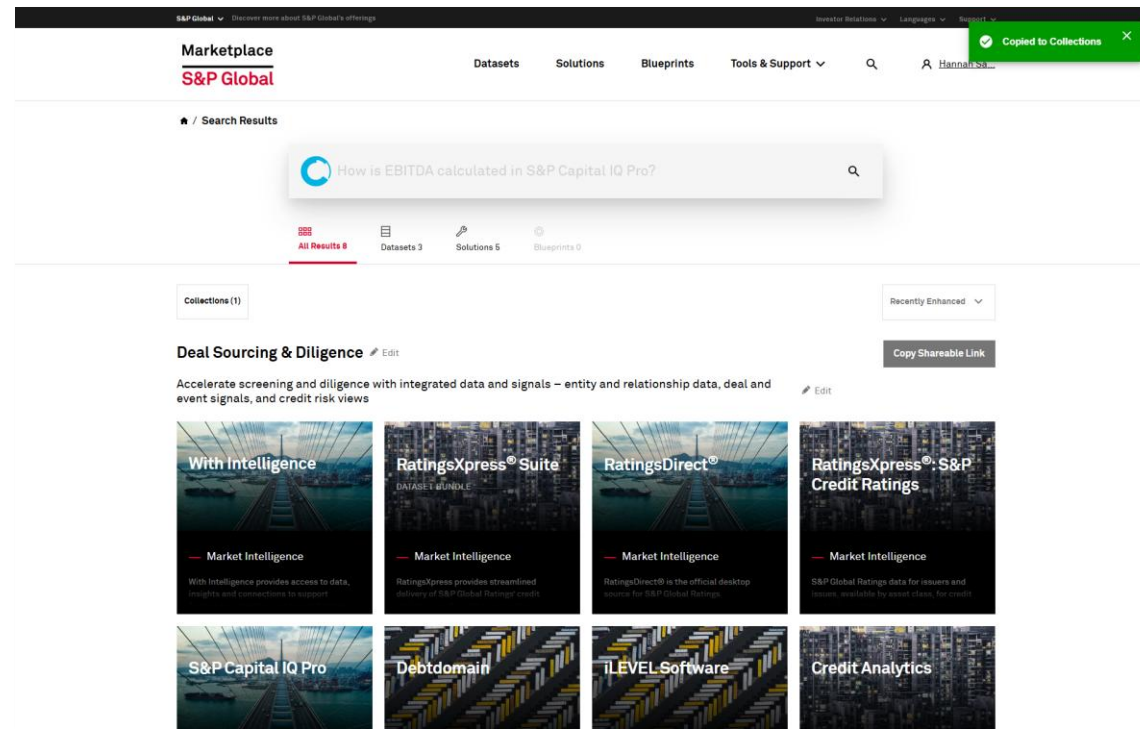 S&P Global Discover more about S&P Global's offerings
Investor Relations Languages Support
Copied to Collections
Marketplace
S&P Global
Datasets Solutions Blueprints Tools & Support
Hannah Sa...
/ Search Results
How is EBITDA calculated in S&P Capital IQ Pro?
All Results 8 Datasets 3 Solutions 5 Blueprints 0
Collections (1)
Recently Enhanced
Deal Sourcing & Diligence Edit
Copy Shareable Link
Accelerate screening and diligence with integrated data and signals – entity and relationship data, deal and
event signals, and credit risk views
Edit
With Intelligence
— Market Intelligence
With Intelligence provides access to data,
insights and connections to support
RatingsXpress® Suite
DATASET BUNDLE
— Market Intelligence
RatingsXpress provides streamlined
delivery of S&P Global Ratings' credit
RatingsDirect®
— Market Intelligence
RatingsDirect® is the official desktop
source for S&P Global Ratings.
RatingsXpress®: S&P
Credit Ratings
— Market Intelligence
S&P Global Ratings data for issuers and
issues, available by asset class, for credit
S&P Capital IQ Pro
Debtdomain
iLEVEL Software
Credit Analytics